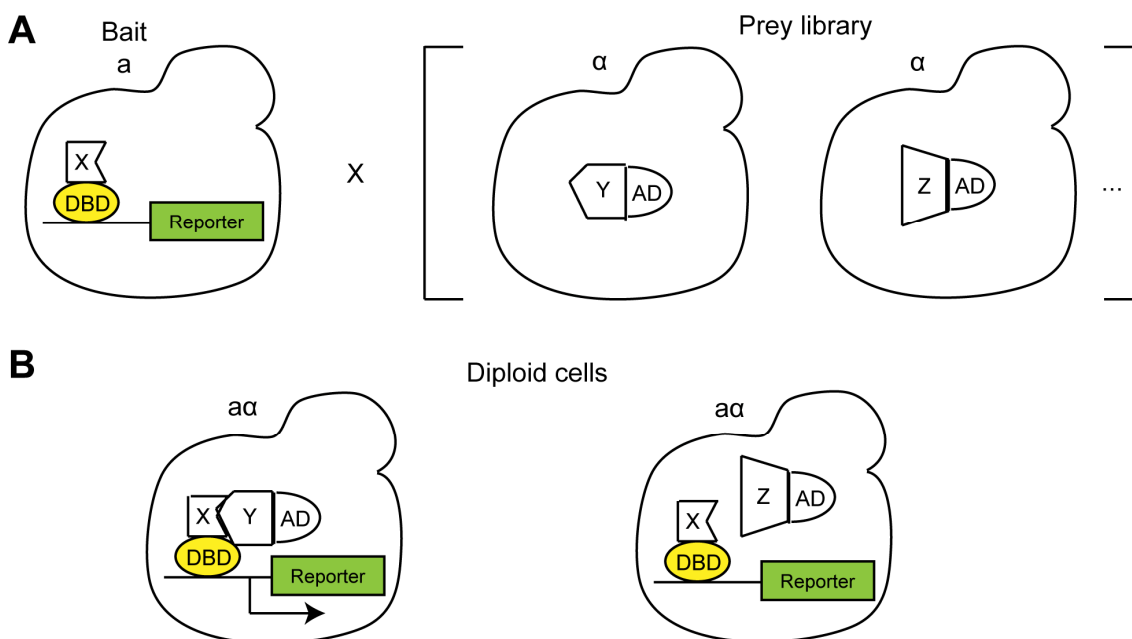 A
Bait
a
X
DBD
Reporter
X
Prey library
α
Y
AD
α
Z
AD
...
B
Diploid cells
aα
X
Y
AD
DBD
Reporter
aα
Z
AD
X
DBD
Reporter